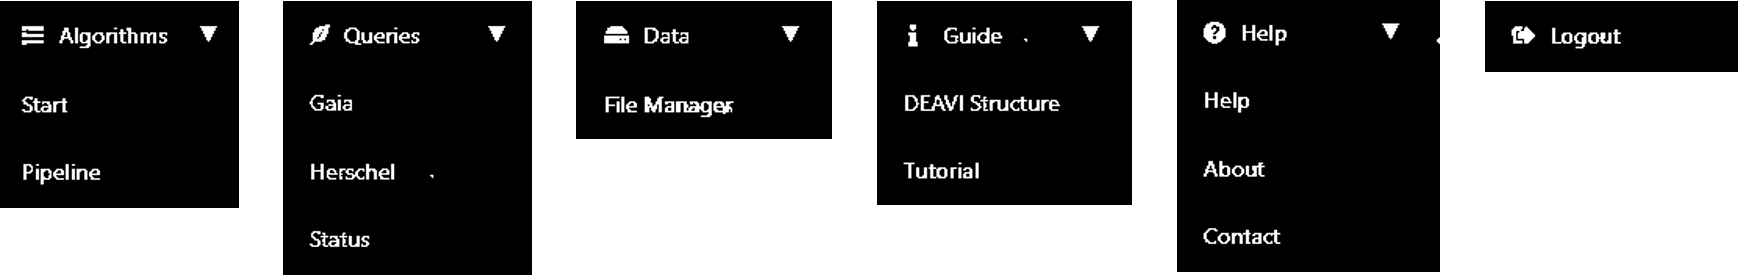 Algorithms
Start
Pipeline
Queries
Gaia
Herschel
Status
Data
File Manager
Guide
DEAVI Structure
Tutorial
Help
Help
About
Contact
Logout